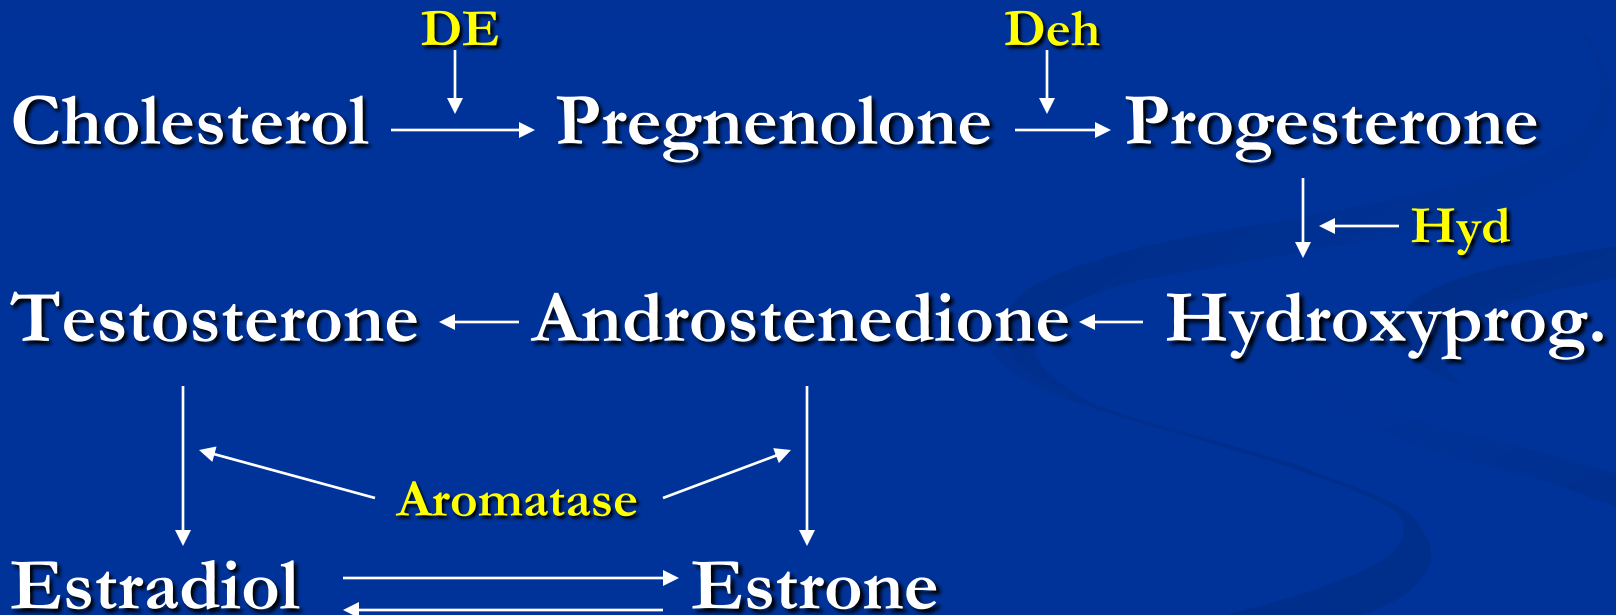 DE Deh
Cholesterol Pregnenolone Progesterone
Hyd
Testosterone Androstenedione Hydroxyprog.
Aromatase
Estradiol Estrone